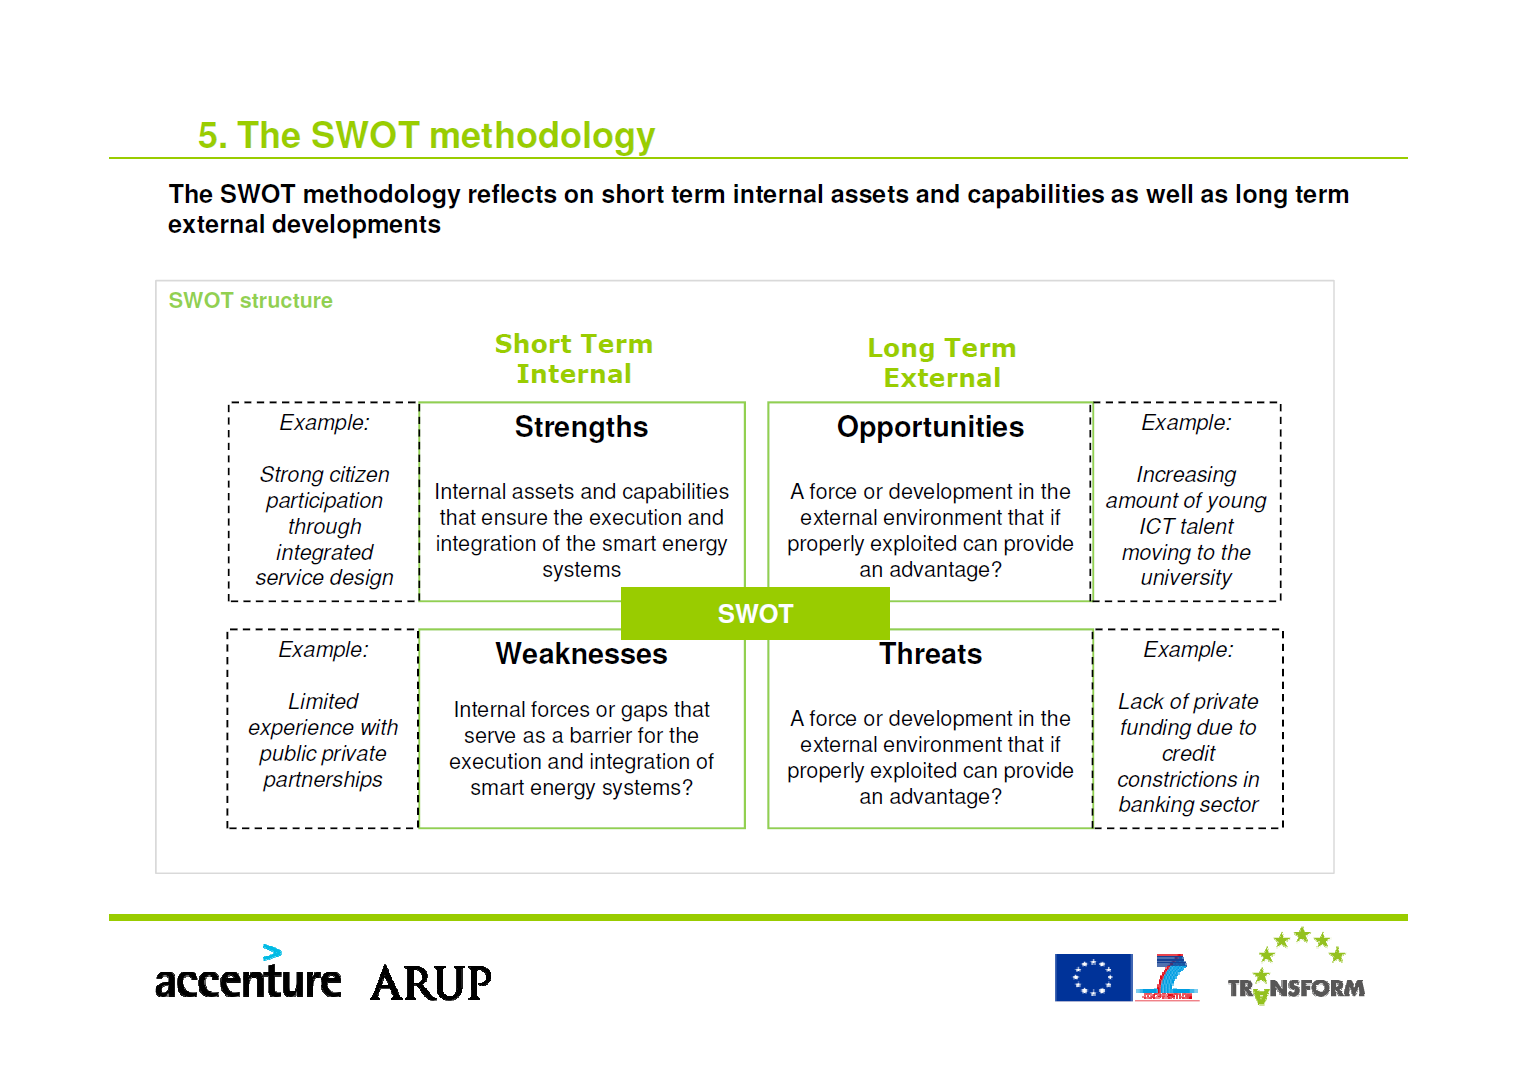 5. The SWOT methodology
The SWOT methodology reflects on short term internal assets and capabilities as well as long term
external developments
SWOT structure
Short Term
Internal
Long Term
External
Example:
Strong citizen
participation
through
integrated
service design
Strengths
Internal assets and capabilities
that ensure the execution and
integration of the smart energy
systems
Opportunities
A force or development in the
external environment that if
properly exploited can provide
an advantage?
Example:
Increasing
amount of young
ICT talent
moving to the
university
SWOT
Example:
Limited
experience with
public private
partnerships
Weaknesses
Internal forces or gaps that
serve as a barrier for the
execution and integration of
smart energy systems?
Threats
A force or development in the
external environment that if
properly exploited can provide
an advantage?
Example:
Lack of private
funding due to
credit
constrictions in
banking sector
accenture
ARUP
COOPERATION
TRANSFORM